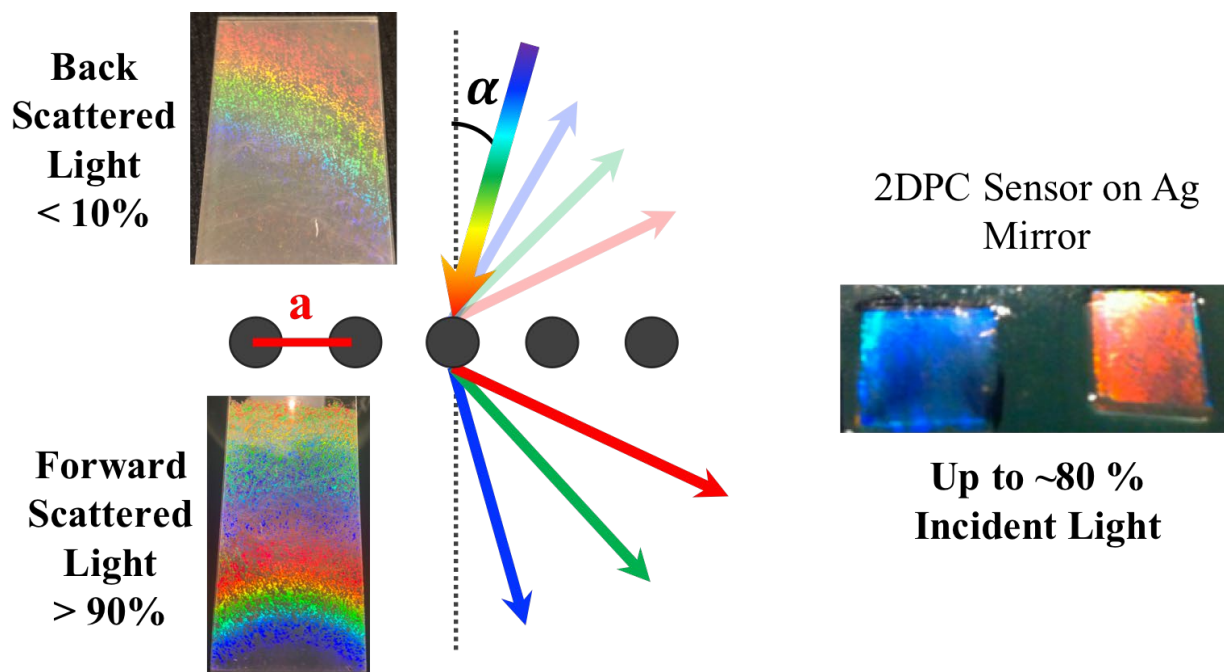 Back
Scattered
Light
< 10%
α
a
Forward
Scattered
Light
> 90%
2DPC Sensor on Ag
Mirror
Up to ~80 %
Incident Light